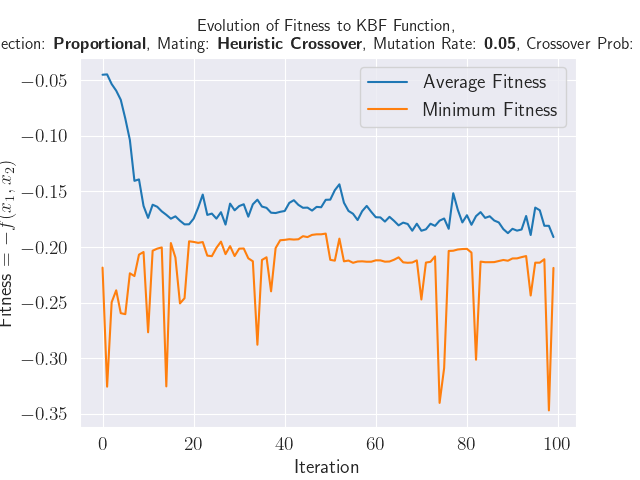 Evolution of Fitness to KBF Function,
ection: Proportional, Mating: Heuristic Crossover, Mutation Rate: 0.05, Crossover Prob:
Average Fitness
Minimum Fitness
−0.05
−0.10
−0.15
−0.20
−0.25
−0.30
−0.35
Fitness = −f(x₁, x₂)
0 20 40 60 80 100
Iteration